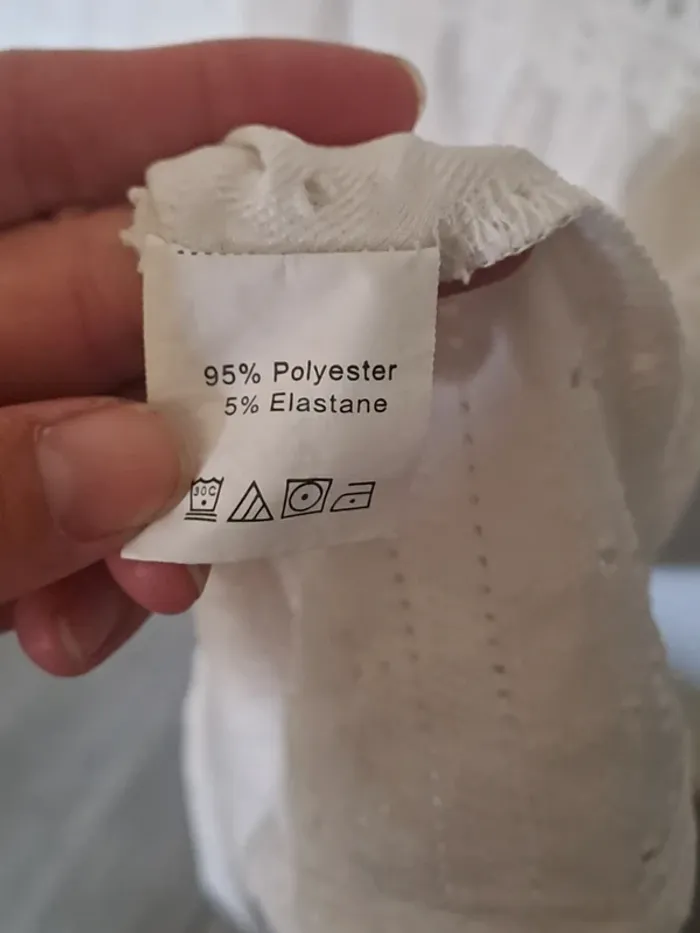 95% Polyester
5% Elastane
30C